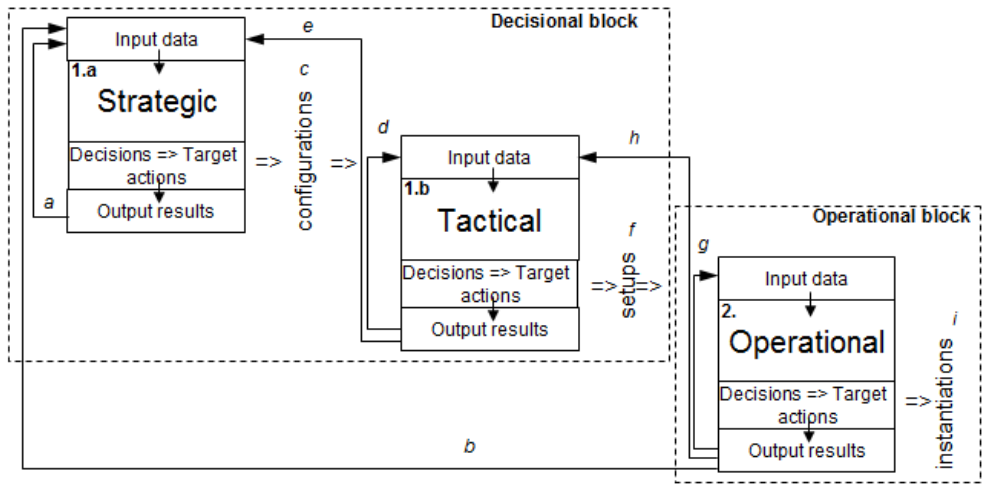 Decisional block
Input data
1.a
Strategic
Decisions => Target
actions
Output results
a
=>
c
configurations
=>
e
d
Input data
1.b
Tactical
Decisions => Target
actions
Output results
=>
f
setups
=>
h
Operational block
g
Input data
2.
Operational
Decisions => Target
actions
Output results
=>
i
instantiations
b